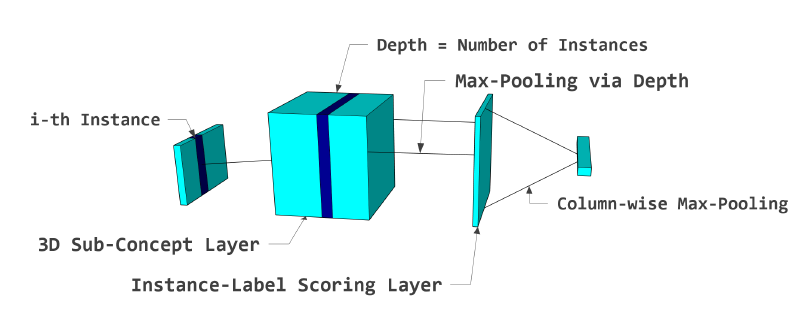 Depth = Number of Instances
Max-Pooling via Depth
i-th Instance
Column-wise Max-Pooling
3D Sub-Concept Layer
Instance-Label Scoring Layer